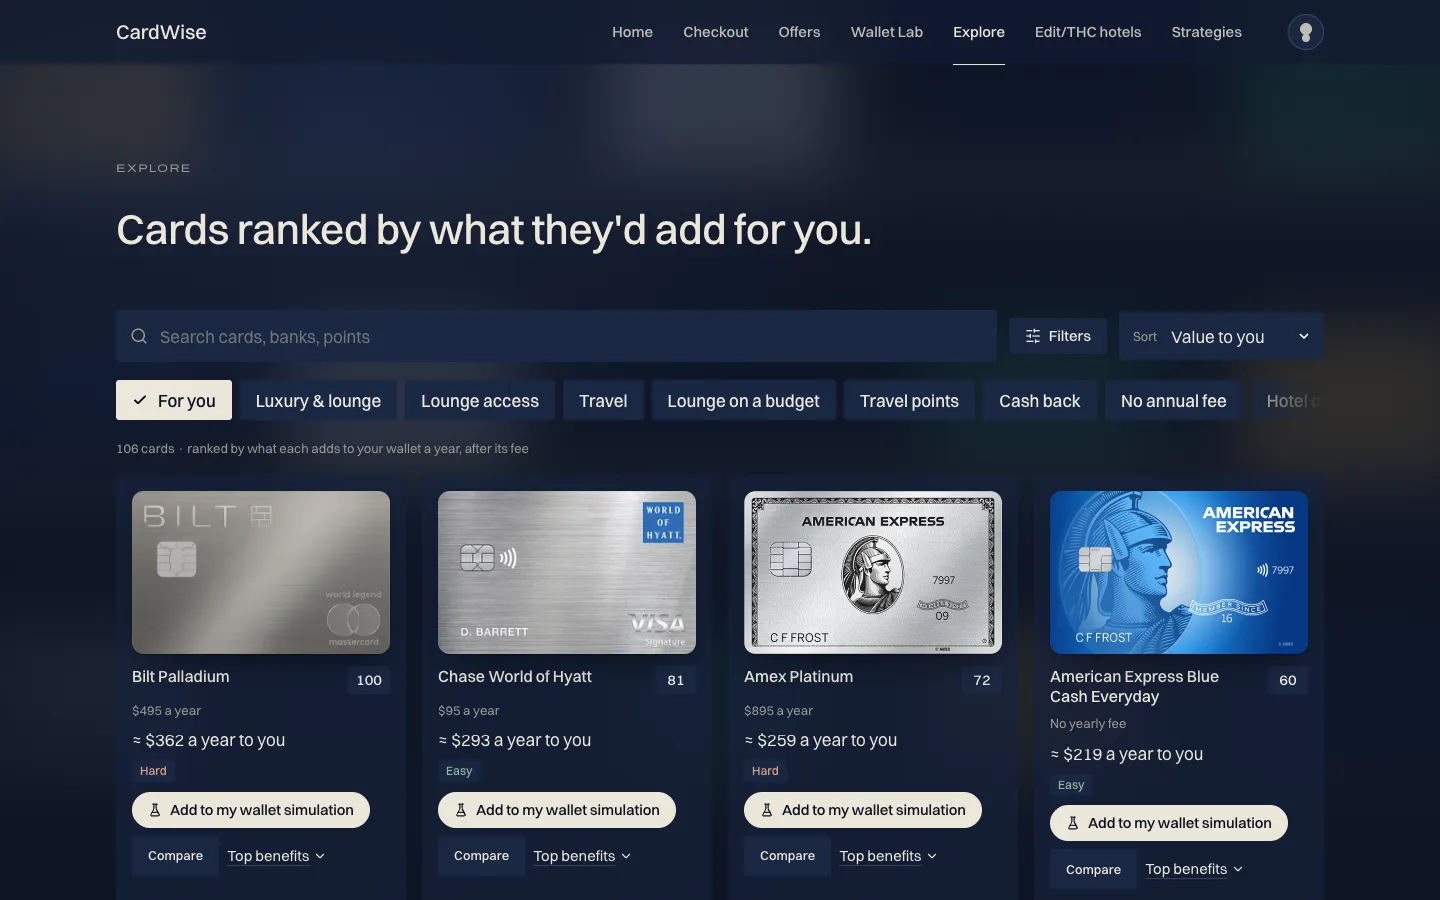 CardWise
Home
Checkout
Offers
Wallet Lab
Explore
Edit/THC hotels
Strategies
EXPLORE
Cards ranked by what they'd add for you.
Search cards, banks, points
Filters
Sort Value to you
For you
Luxury & lounge
Lounge access
Travel
Lounge on a budget
Travel points
Cash back
No annual fee
Hotel
106 cards · ranked by what each adds to your wallet a year, after its fee
BILT
world legend
mastercard
Bilt Palladium
100
$495 a year
≈ $362 a year to you
Hard
Add to my wallet simulation
Compare
Top benefits
WORLD
OF
HYATT.
D. BARRETT
VISA
Signature
Chase World of Hyatt
81
$95 a year
≈ $293 a year to you
Easy
Add to my wallet simulation
Compare
Top benefits
AMERICAN EXPRESS
7997
MEMBER SINCE
09
C F FROST
© AMEX
Amex Platinum
72
$895 a year
≈ $259 a year to you
Hard
Add to my wallet simulation
Compare
Top benefits
AMERICAN
EXPRESS
7997
MEMBER SINCE
16
C F FROST
American Express Blue
Cash Everyday
60
No yearly fee
≈ $219 a year to you
Easy
Add to my wallet simulation
Compare
Top benefits